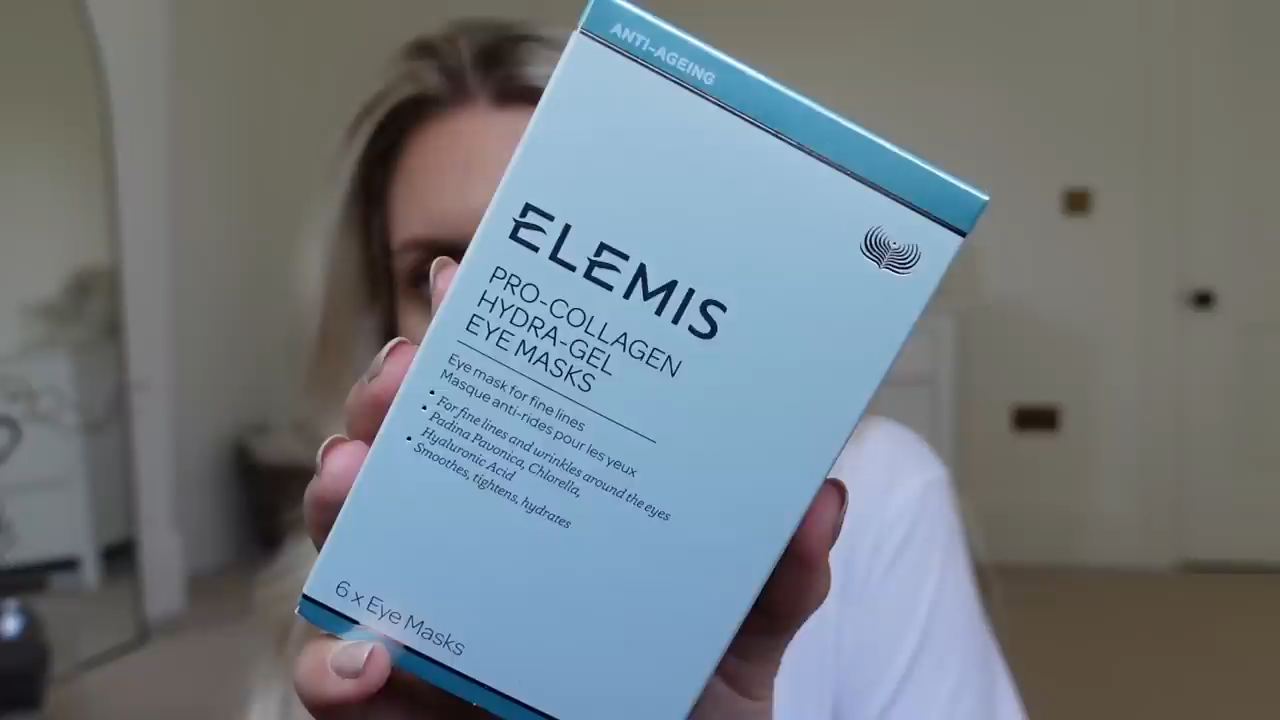 ANTI-AGEING
ELEMIS
PRO-COLLAGEN
HYDRA-GEL
EYE MASKS
Eye mask for fine lines
Masque anti-rides pour les yeux
• For fine lines and wrinkles around the eyes
• Padina Pavonica, Chlorella,
Hyaluronic Acid
• Smoothes, tightens, hydrates
6 x Eye Masks